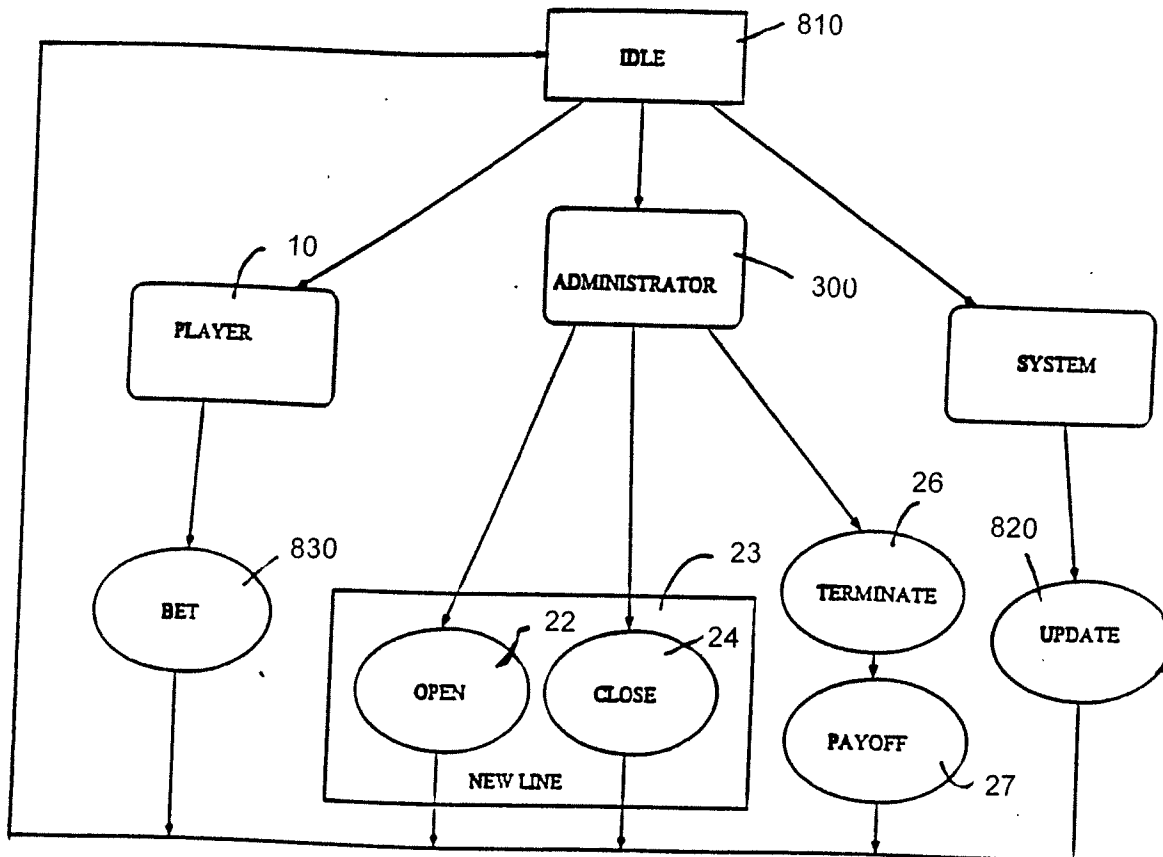 810
IDLE
10
PLAYER
ADMINISTRATOR
300
SYSTEM
26
830
23
820
BET
TERMINATE
UPDATE
22
24
OPEN
CLOSE
PAYOFF
NEW LINE
27